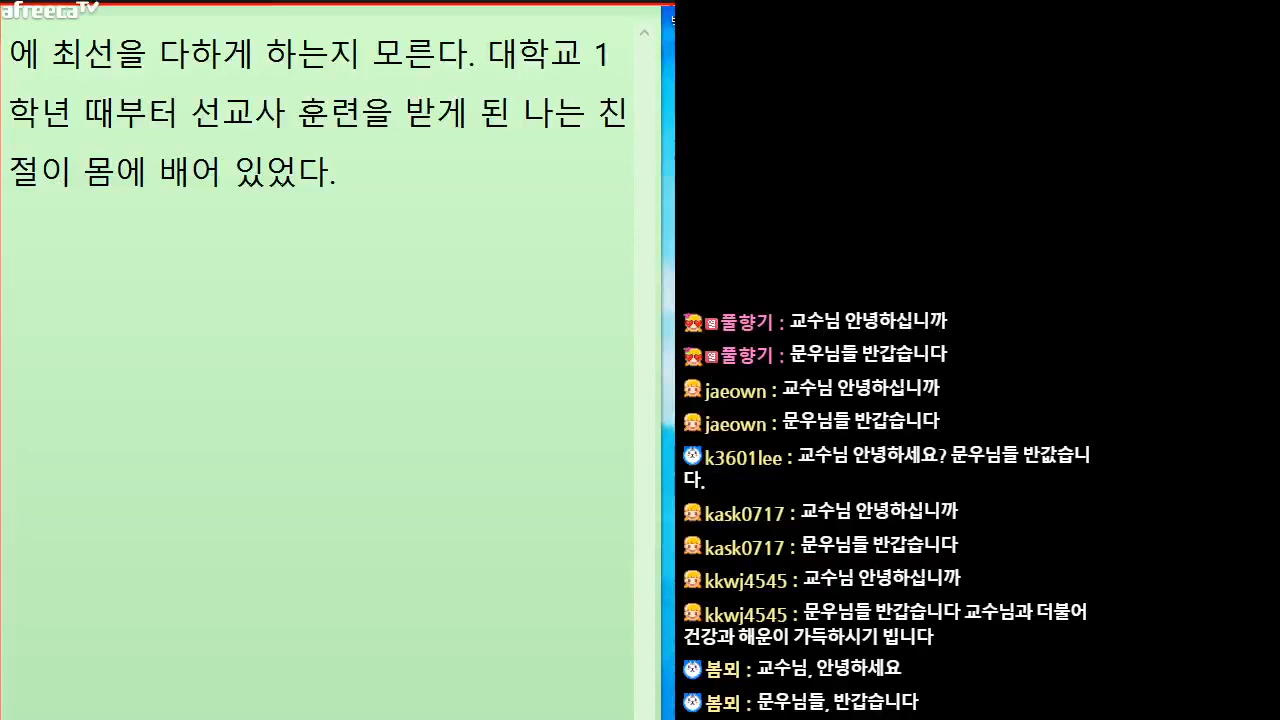 afreecaTV
에 최선을 다하게 하는지 모른다. 대학교 1
학년 때부터 선교사 훈련을 받게 된 나는 친
절이 몸에 배어 있었다.
풀향기 : 교수님 안녕하십니까
풀향기 : 문우님들 반갑습니다
jaeown : 교수님 안녕하십니까
jaeown : 문우님들 반갑습니다
k3601lee : 교수님 안녕하세요? 문우님들 반값습니
다.
kask0717 : 교수님 안녕하십니까
kask0717 : 문우님들 반갑습니다
kkwj4545 : 교수님 안녕하십니까
kkwj4545 : 문우님들 반갑습니다 교수님과 더불어
건강과 해운이 가득하시기 빕니다
봄뫼 : 교수님, 안녕하세요
봄뫼 : 문우님들, 반갑습니다